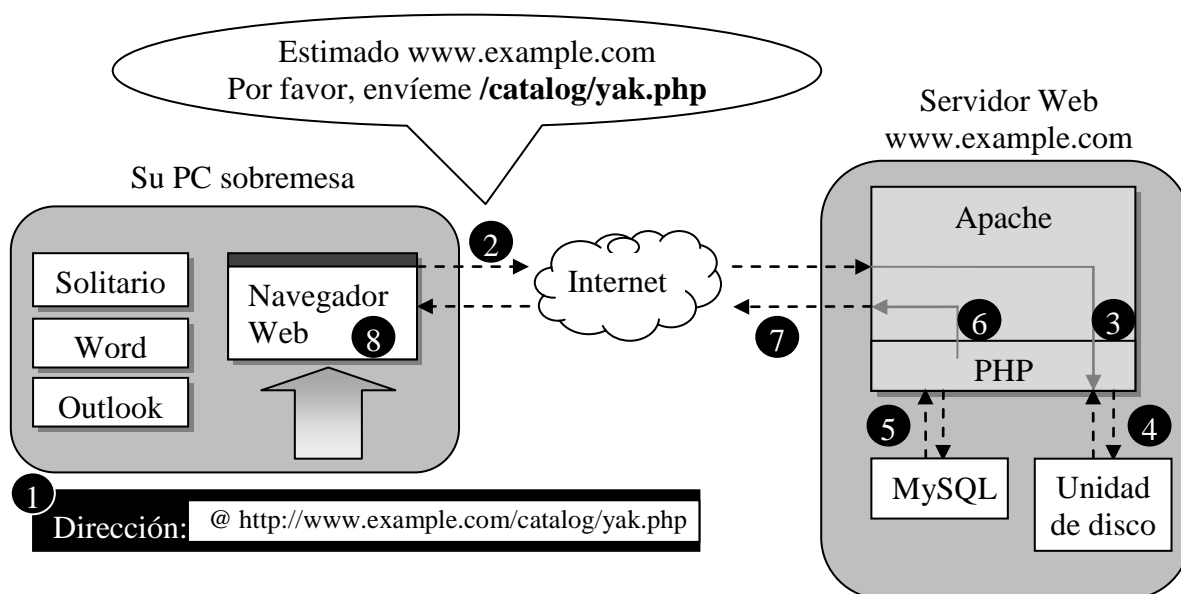 Estimado www.example.com
Por favor, envíeme /catalog/yak.php
Servidor Web
www.example.com
Su PC sobremesa
Apache
2
Solitario
Navegador
Web
8
Internet
6
3
7
Word
PHP
Outlook
5
4
MySQL
Unidad
de disco
1
Dirección:
@ http://www.example.com/catalog/yak.php